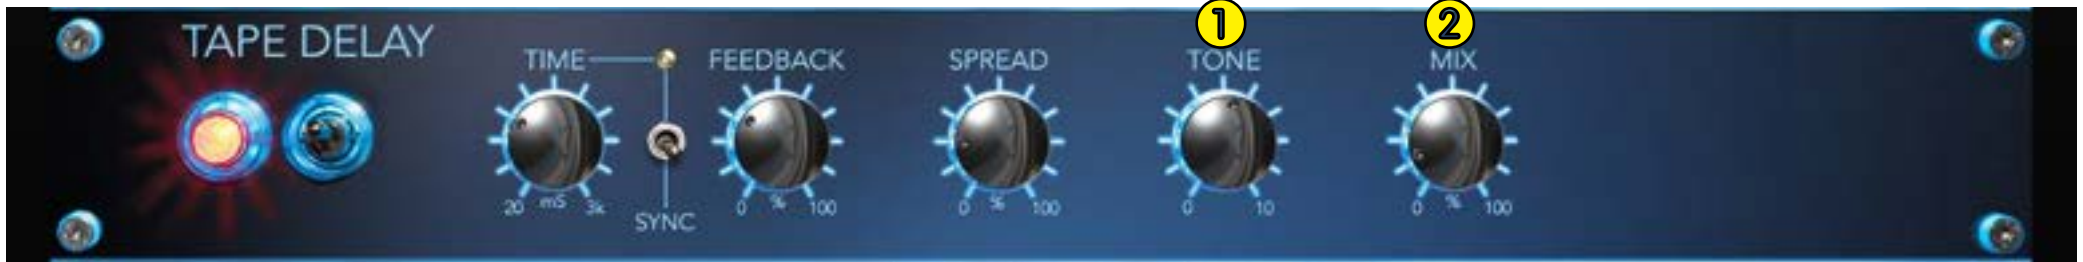 TAPE DELAY
1
2
TIME
FEEDBACK
SPREAD
TONE
MIX
20 mS 3k
0 % 100
0 % 100
0 10
0 % 100
SYNC